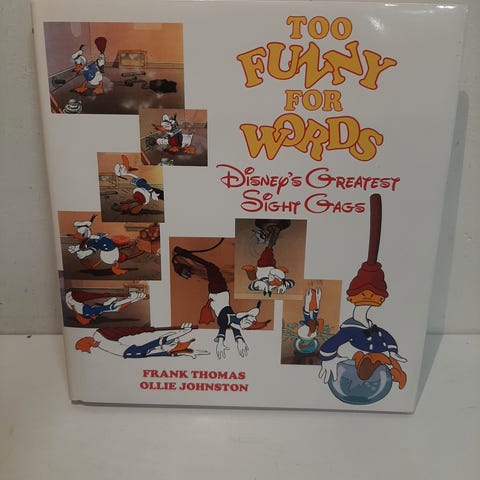 TOO
FUNNY
FOR
WORDS
DISNEY'S GREATEST
SIGHT GAGS
FRANK THOMAS
OLLIE JOHNSTON